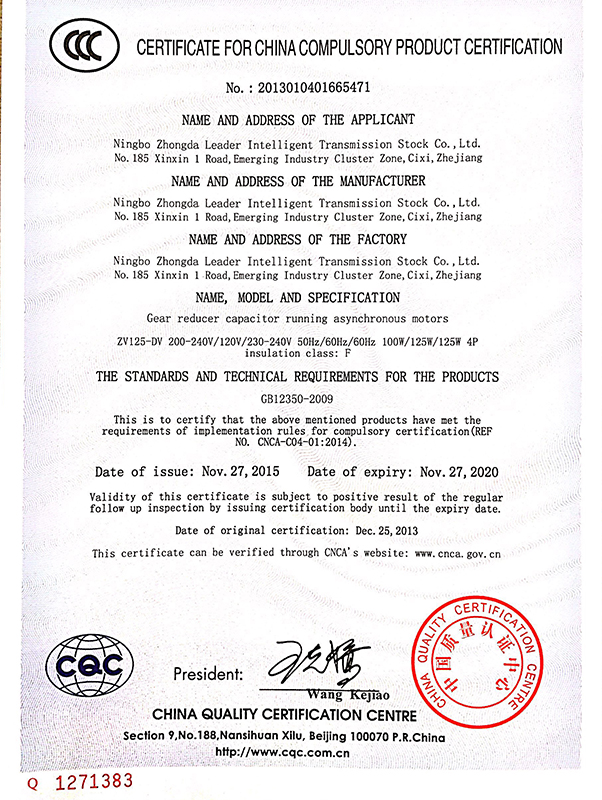 CCC
CERTIFICATE FOR CHINA COMPULSORY PRODUCT CERTIFICATION
No. : 2013010401665471
NAME AND ADDRESS OF THE APPLICANT
Ningbo Zhongda Leader Intelligent Transmission Stock Co., Ltd.
No. 185 Xinxin 1 Road, Emerging Industry Cluster Zone, Cixi, Zhejiang
NAME AND ADDRESS OF THE MANUFACTURER
Ningbo Zhongda Leader Intelligent Transmission Stock Co., Ltd.
No. 185 Xinxin 1 Road, Emerging Industry Cluster Zone, Cixi, Zhejiang
NAME AND ADDRESS OF THE FACTORY
Ningbo Zhongda Leader Intelligent Transmission Stock Co., Ltd.
No. 185 Xinxin 1 Road, Emerging Industry Cluster Zone, Cixi, Zhejiang
NAME, MODEL AND SPECIFICATION
Gear reducer capacitor running asynchronous motors
ZV125-DV 200-240V/120V/230-240V 50Hz/60Hz/60Hz 100W/125W/125W 4P
insulation class: F
THE STANDARDS AND TECHNICAL REQUIREMENTS FOR THE PRODUCTS
GB12350-2009
This is to certify that the above mentioned products have met the
requirements of implementation rules for compulsory certification(REF
NO. CNCA-C04-01:2014).
Date of issue: Nov. 27, 2015 Date of expiry: Nov. 27, 2020
Validity of this certificate is subject to positive result of the regular
follow up inspection by issuing certification body until the expiry date.
Date of original certification: Dec. 25, 2013
This certificate can be verified through CNCA's website: www.cnca.gov.cn
CQC
President:
Wang Kejiao
CHINA QUALITY CERTIFICATION CENTRE
中国质量认证中心
CHINA QUALITY CERTIFICATION CENTRE
Section 9, No.188, Nansihuan Xilu, Beijing 100070 P.R.China
http://www.cqc.com.cn
Q 1271383